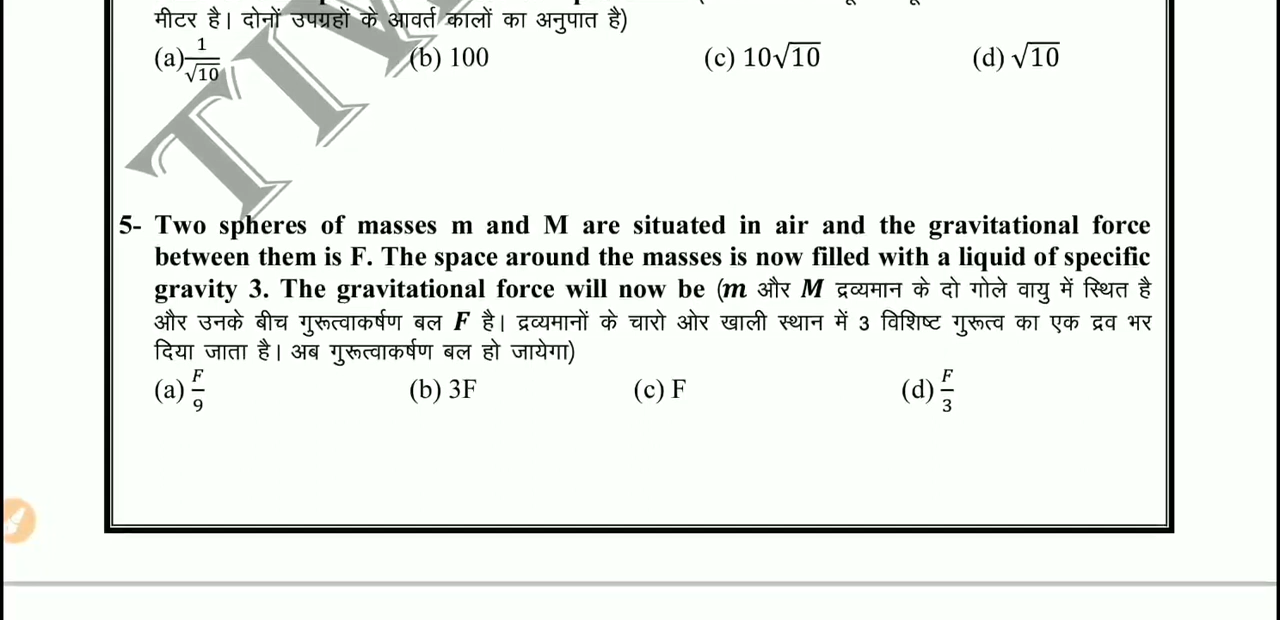 मीटर है। दोनों उपग्रहों के आवर्त कालों का अनुपात है)
(a) 1/√10 (b) 100 (c) 10√10 (d) √10
5- Two spheres of masses m and M are situated in air and the gravitational force
between them is F. The space around the masses is now filled with a liquid of specific
gravity 3. The gravitational force will now be (m और M द्रव्यमान के दो गोले वायु में स्थित है
और उनके बीच गुरूत्वाकर्षण बल F है। द्रव्यमानों के चारो ओर खाली स्थान में 3 विशिष्ट गुरूत्व का एक द्रव भर
दिया जाता है। अब गुरूत्वाकर्षण बल हो जायेगा)
(a) F/9 (b) 3F (c) F (d) F/3